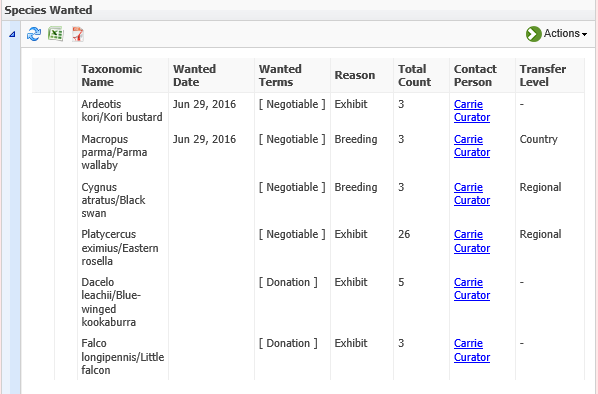 Species Wanted
Actions
Taxonomic Name Wanted Date Wanted Terms Reason Total Count Contact Person Transfer Level
Ardeotis kori/Kori bustard Jun 29, 2016 [ Negotiable ] Exhibit 3 Carrie Curator -
Macropus parma/Parma wallaby Jun 29, 2016 [ Negotiable ] Breeding 3 Carrie Curator Country
Cygnus atratus/Black swan [ Negotiable ] Breeding 3 Carrie Curator Regional
Platycercus eximius/Eastern rosella [ Negotiable ] Exhibit 26 Carrie Curator Regional
Dacelo leachii/Blue-winged kookaburra [ Donation ] Exhibit 5 Carrie Curator -
Falco longipennis/Little falcon [ Donation ] Exhibit 3 Carrie Curator -